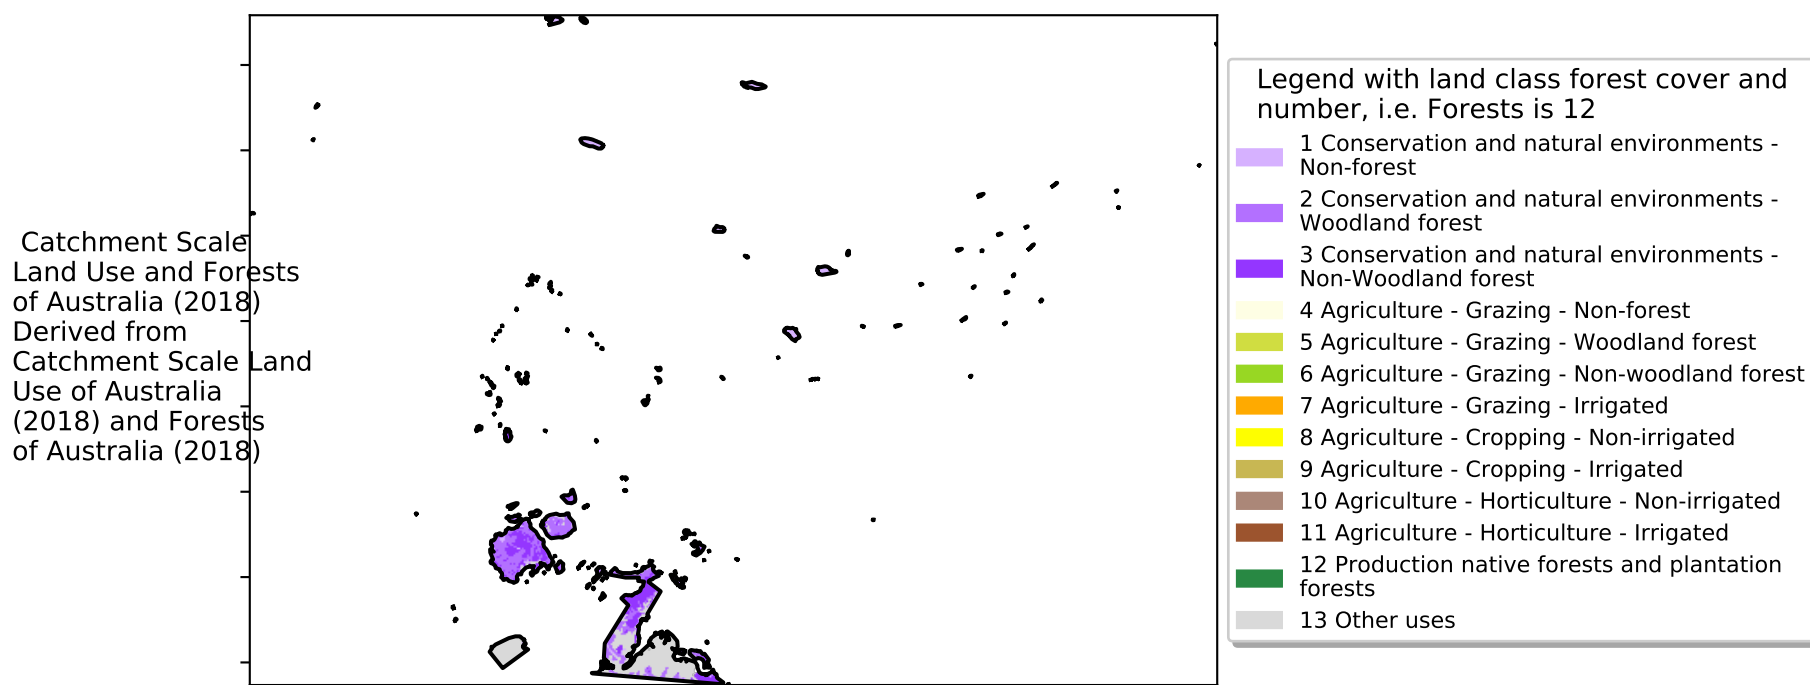 Catchment Scale
Land Use and Forests
of Australia (2018)
Derived from
Catchment Scale Land
Use of Australia
(2018) and Forests
of Australia (2018)
Legend with land class forest cover and
number, i.e. Forests is 12
1 Conservation and natural environments -
Non-forest
2 Conservation and natural environments -
Woodland forest
3 Conservation and natural environments -
Non-Woodland forest
4 Agriculture - Grazing - Non-forest
5 Agriculture - Grazing - Woodland forest
6 Agriculture - Grazing - Non-woodland forest
7 Agriculture - Grazing - Irrigated
8 Agriculture - Cropping - Non-irrigated
9 Agriculture - Cropping - Irrigated
10 Agriculture - Horticulture - Non-irrigated
11 Agriculture - Horticulture - Irrigated
12 Production native forests and plantation
forests
13 Other uses